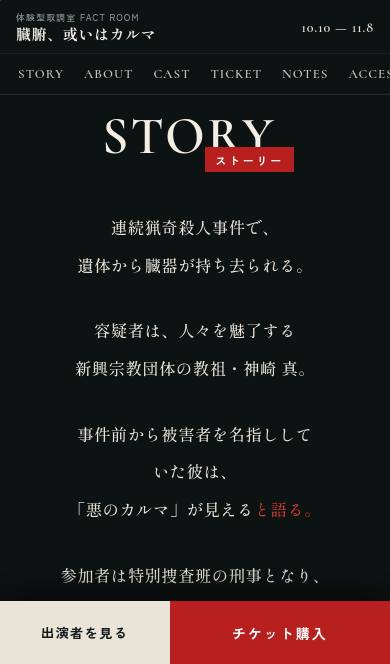 体験型取調室 FACT ROOM
臓腑、或いはカルマ
10.10 — 11.8
STORY ABOUT CAST TICKET NOTES ACCES
STORY
ストーリー
連続猟奇殺人事件で、
遺体から臓器が持ち去られる。
容疑者は、人々を魅了する
新興宗教団体の教祖・神崎 真。
事件前から被害者を名指しして
いた彼は、
「悪のカルマ」が見えると語る。
参加者は特別捜査班の刑事となり、
出演者を見る
チケット購入